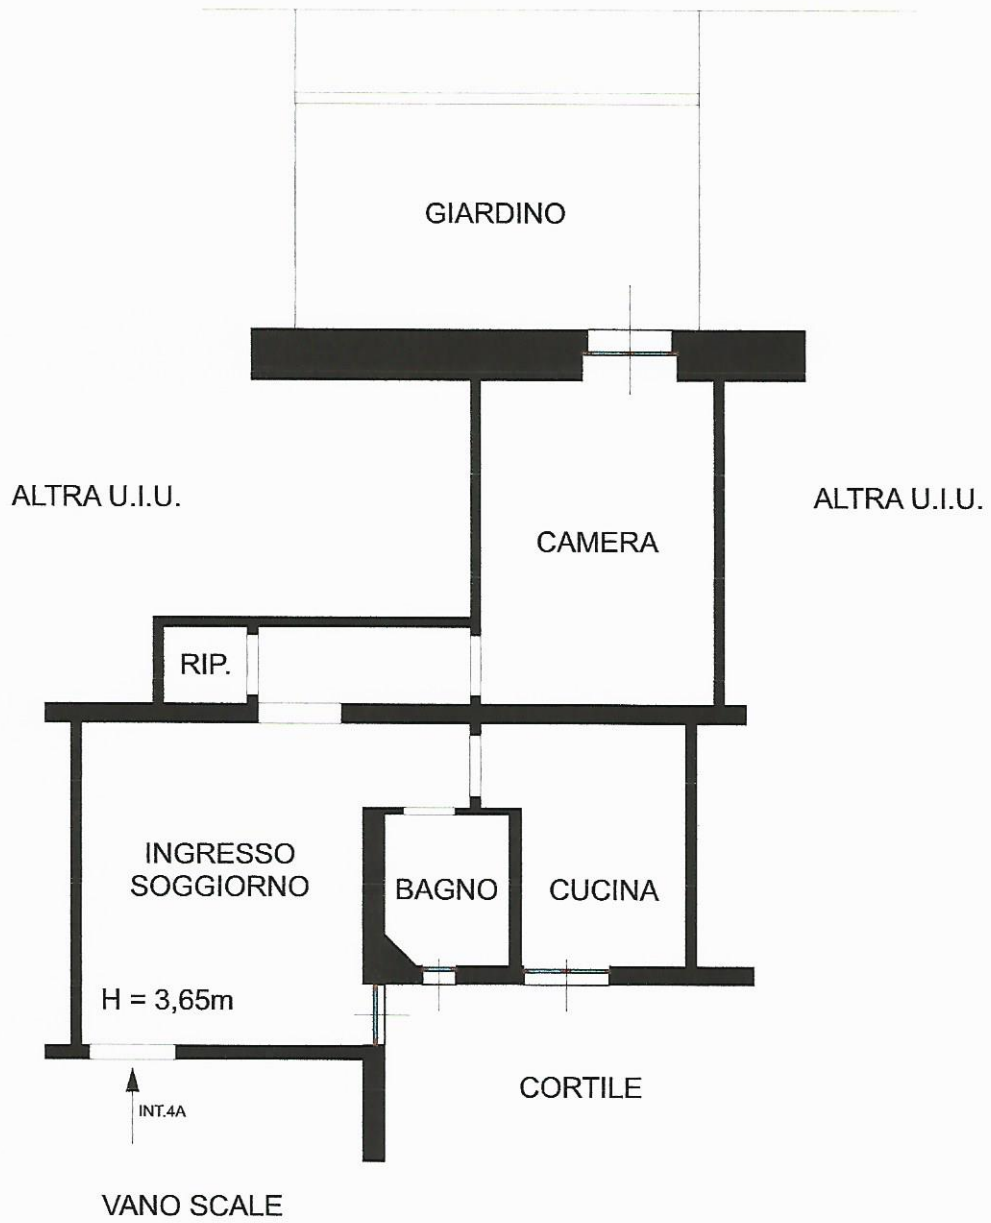 GIARDINO
ALTRA U.I.U.
ALTRA U.I.U.
CAMERA
RIP.
INGRESSO
SOGGIORNO
BAGNO
CUCINA
H = 3,65m
CORTILE
INT.4A
VANO SCALE